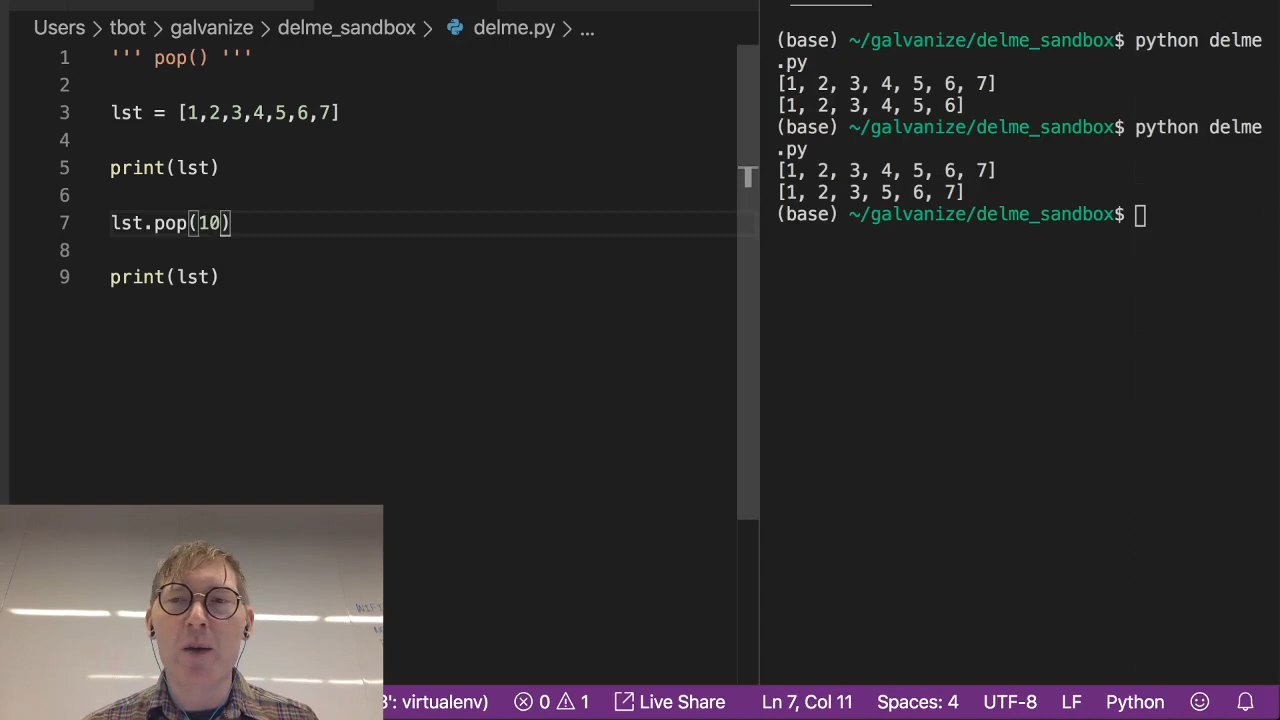 Users > tbot > galvanize > delme_sandbox > delme.py > ...
1 ''' pop() '''
2
3 lst = [1,2,3,4,5,6,7]
4
5 print(lst)
6
7 lst.pop(10)
8
9 print(lst)
(base) ~/galvanize/delme_sandbox$ python delme
.py
[1, 2, 3, 4, 5, 6, 7]
[1, 2, 3, 4, 5, 6]
(base) ~/galvanize/delme_sandbox$ python delme
.py
[1, 2, 3, 4, 5, 6, 7]
[1, 2, 3, 5, 6, 7]
(base) ~/galvanize/delme_sandbox$
3': virtualenv) 0 1 Live Share Ln 7, Col 11 Spaces: 4 UTF-8 LF Python